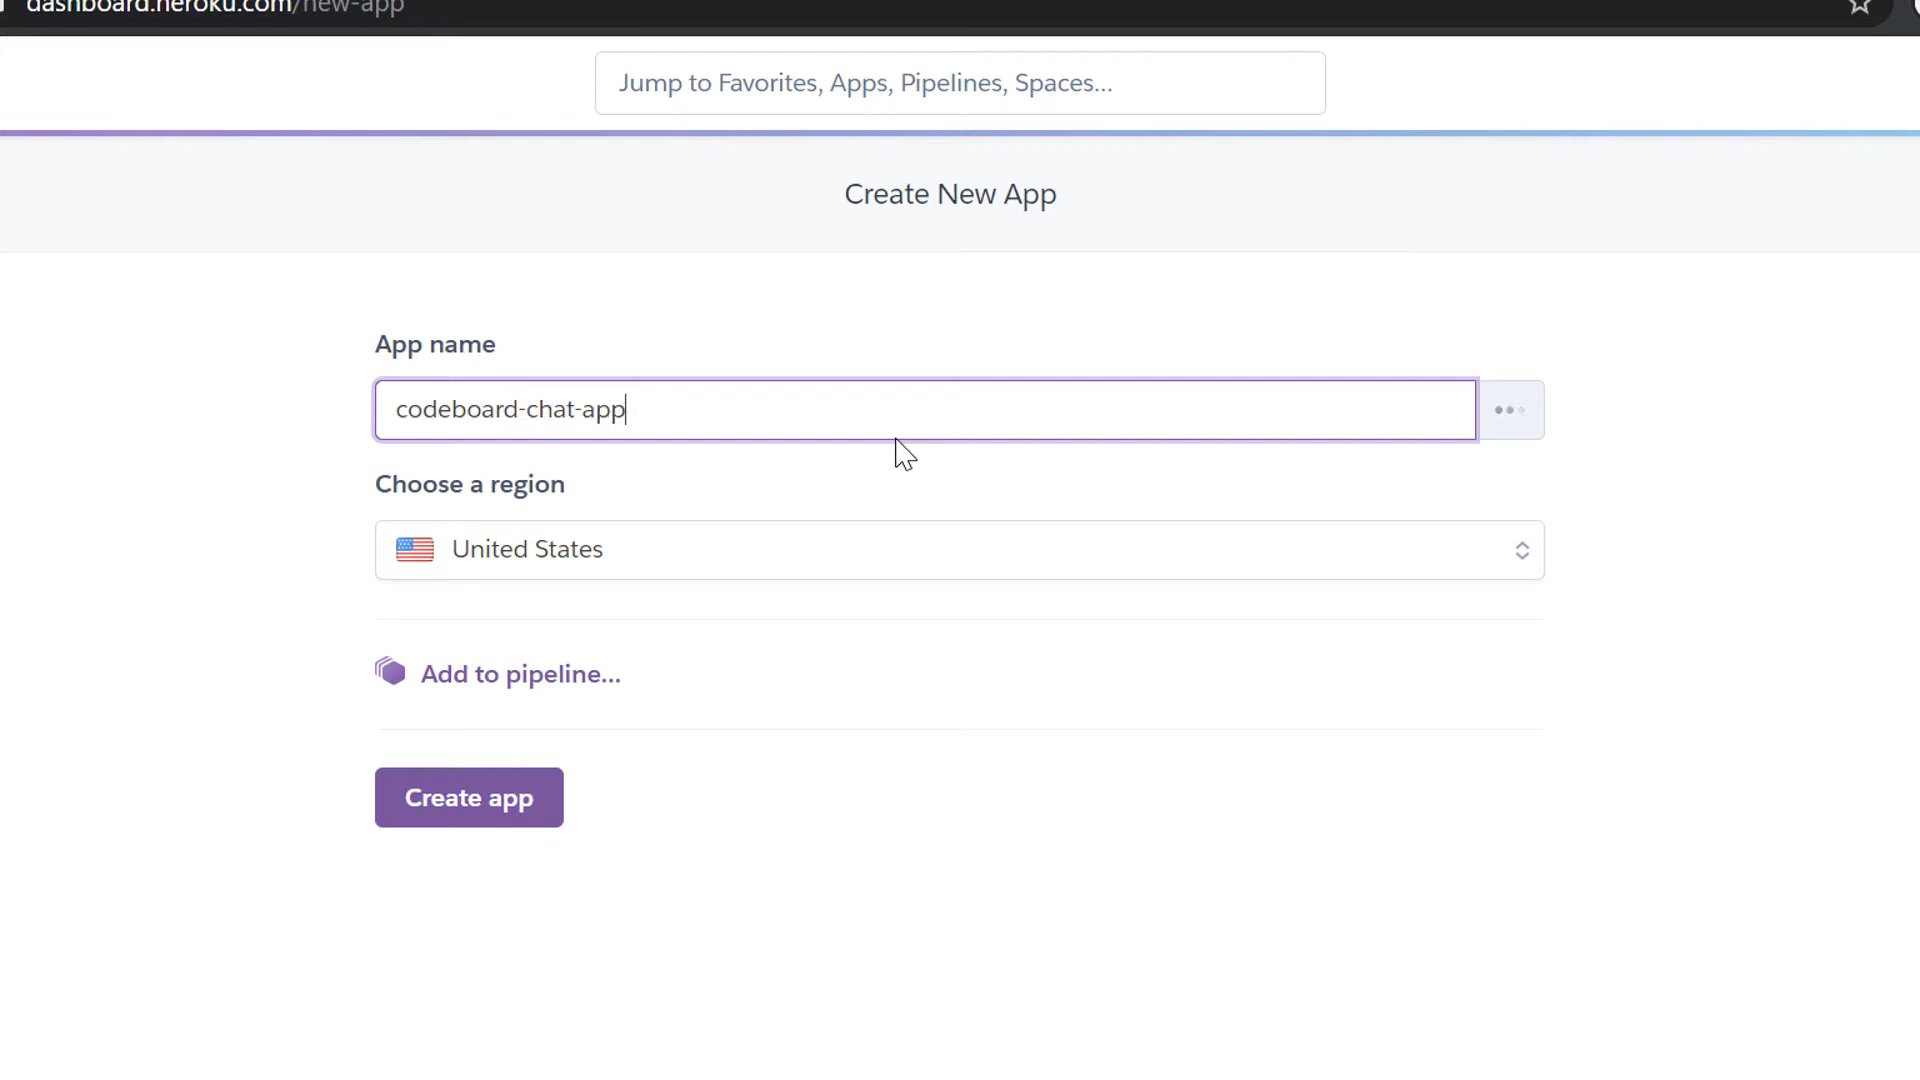 dashboard.heroku.com/new-app
Jump to Favorites, Apps, Pipelines, Spaces...
Create New App
App name
codeboard-chat-app
Choose a region
United States
Add to pipeline...
Create app